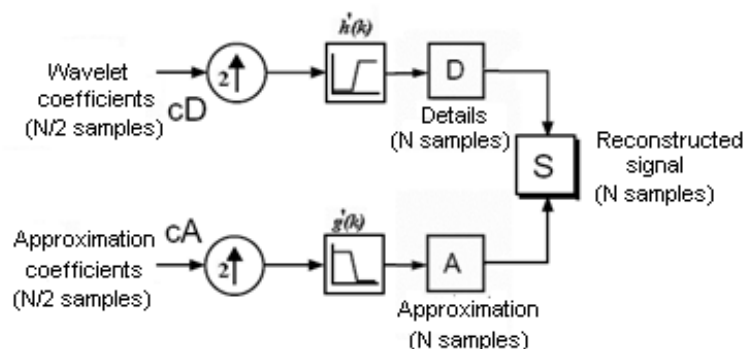 h'(k)
Wavelet
coefficients
(N/2 samples)
cD
2
D
Details
(N samples)
S
Reconstructed
signal
(N samples)
Approximation
coefficients
(N/2 samples)
cA
2
g'(k)
A
Approximation
(N samples)